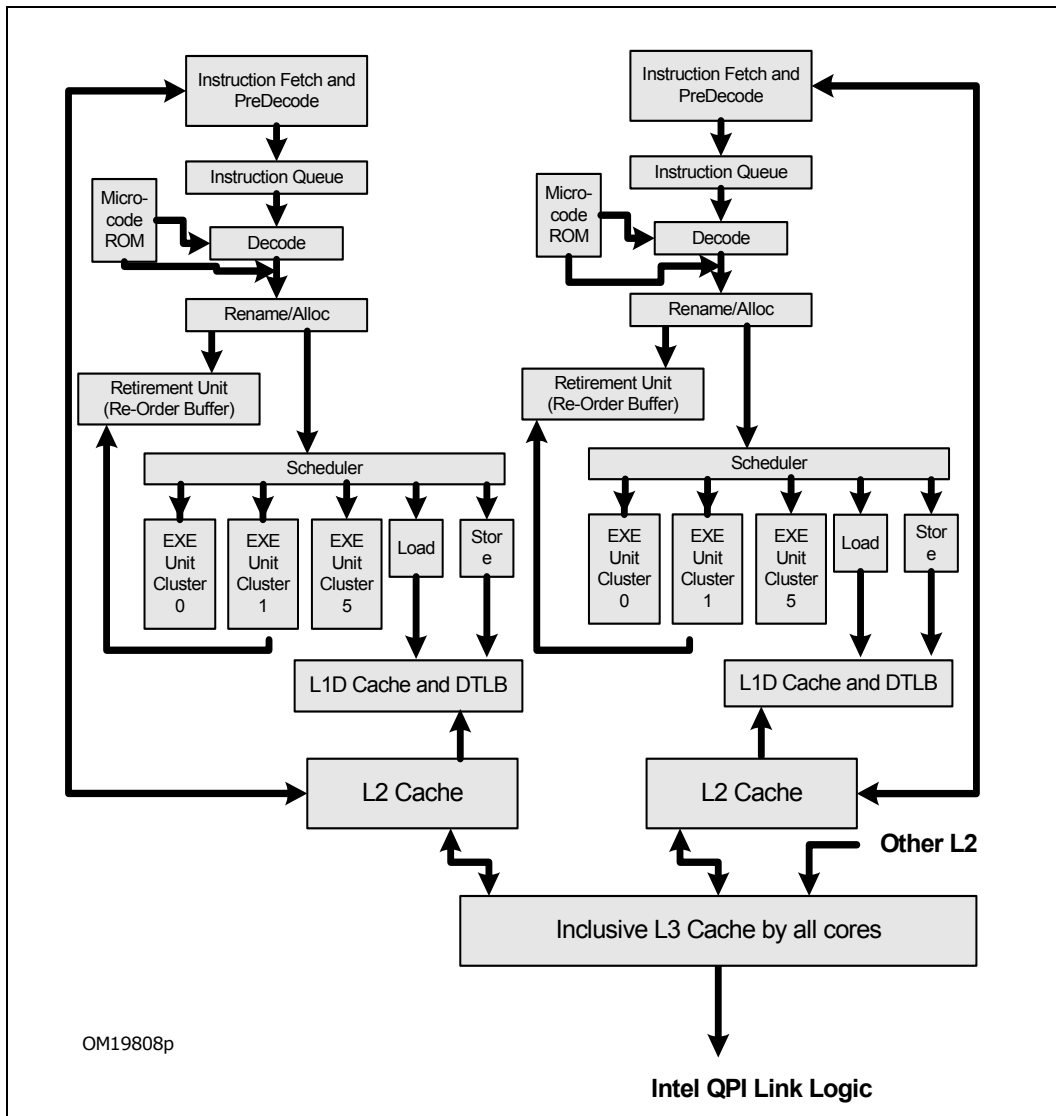 Instruction Fetch and
PreDecode
Instruction Queue
Micro-
code
ROM
Decode
Rename/Alloc
Retirement Unit
(Re-Order Buffer)
Scheduler
EXE
Unit
Cluster
0
EXE
Unit
Cluster
1
EXE
Unit
Cluster
5
Load
Stor
e
L1D Cache and DTLB
L2 Cache
Instruction Fetch and
PreDecode
Instruction Queue
Micro-
code
ROM
Decode
Rename/Alloc
Retirement Unit
(Re-Order Buffer)
Scheduler
EXE
Unit
Cluster
0
EXE
Unit
Cluster
1
EXE
Unit
Cluster
5
Load
Stor
e
L1D Cache and DTLB
L2 Cache
Other L2
Inclusive L3 Cache by all cores
OM19808p
Intel QPI Link Logic